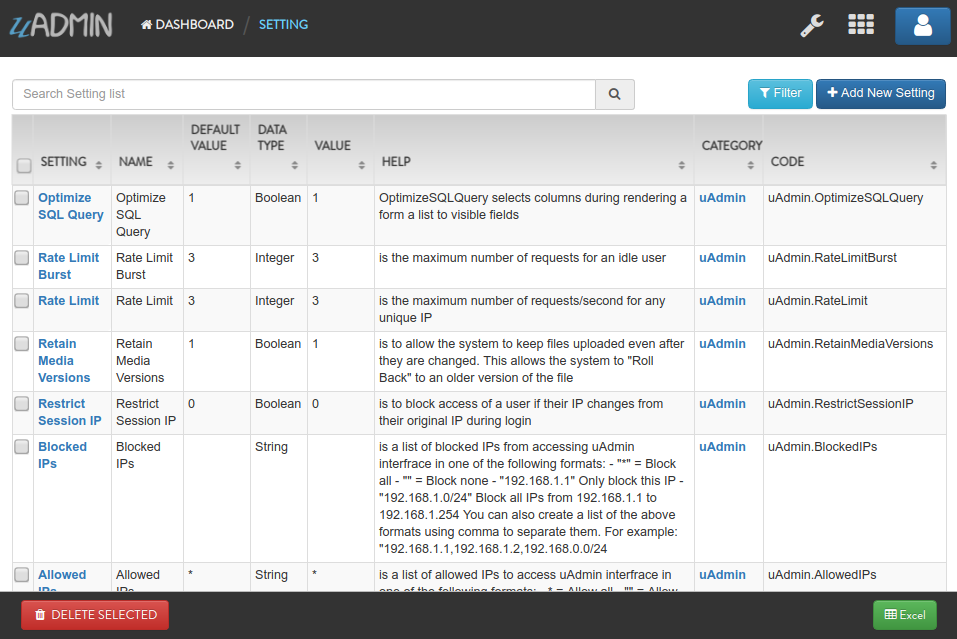 uADMIN
DASHBOARD / SETTING
Search Setting list
Filter
Add New Setting
SETTING NAME DEFAULT VALUE DATA TYPE VALUE HELP CATEGORY CODE
Optimize SQL Query Optimize SQL Query 1 Boolean 1 OptimizeSQLQuery selects columns during rendering a form a list to visible fields uAdmin uAdmin.OptimizeSQLQuery
Rate Limit Burst Rate Limit Burst 3 Integer 3 is the maximum number of requests for an idle user uAdmin uAdmin.RateLimitBurst
Rate Limit Rate Limit 3 Integer 3 is the maximum number of requests/second for any unique IP uAdmin uAdmin.RateLimit
Retain Media Versions Retain Media Versions 1 Boolean 1 is to allow the system to keep files uploaded even after they are changed. This allows the system to "Roll Back" to an older version of the file uAdmin uAdmin.RetainMediaVersions
Restrict Session IP Restrict Session IP 0 Boolean 0 is to block access of a user if their IP changes from their original IP during login uAdmin uAdmin.RestrictSessionIP
Blocked IPs Blocked IPs String is a list of blocked IPs from accessing uAdmin interfrace in one of the following formats: - "*" = Block all - "" = Block none - "192.168.1.1" Only block this IP - "192.168.1.0/24" Block all IPs from 192.168.1.1 to 192.168.1.254 You can also create a list of the above formats using comma to separate them. For example: "192.168.1.1,192.168.1.2,192.168.0.0/24 uAdmin uAdmin.BlockedIPs
Allowed IPs Allowed IPs * String * is a list of allowed IPs to access uAdmin interfrace in one of the following formats: - * = Allow all - "" = Allow uAdmin uAdmin.AllowedIPs
DELETE SELECTED
Excel